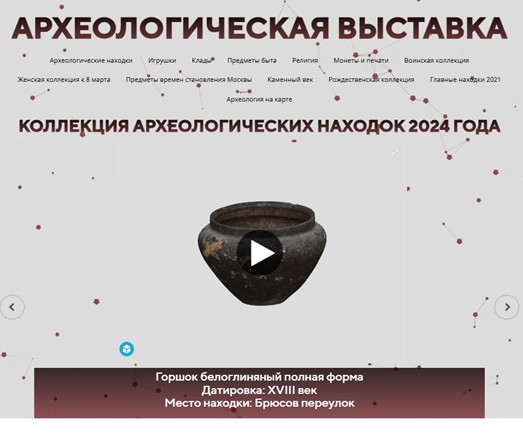 АРХЕОЛОГИЧЕСКАЯ ВЫСТАВКА
Археологические находки Игрушки Клады Предметы быта Религия Монеты и печати Воинская коллекция
Женская коллекция к 8 марта Предметы времен становления Москвы Каменный век Рождественская коллекция Главные находки 2021
Археология на карте
КОЛЛЕКЦИЯ АРХЕОЛОГИЧЕСКИХ НАХОДОК 2024 ГОДА
Горшок белоглиняный полная форма
Датировка: XVIII век
Место находки: Брюсов переулок